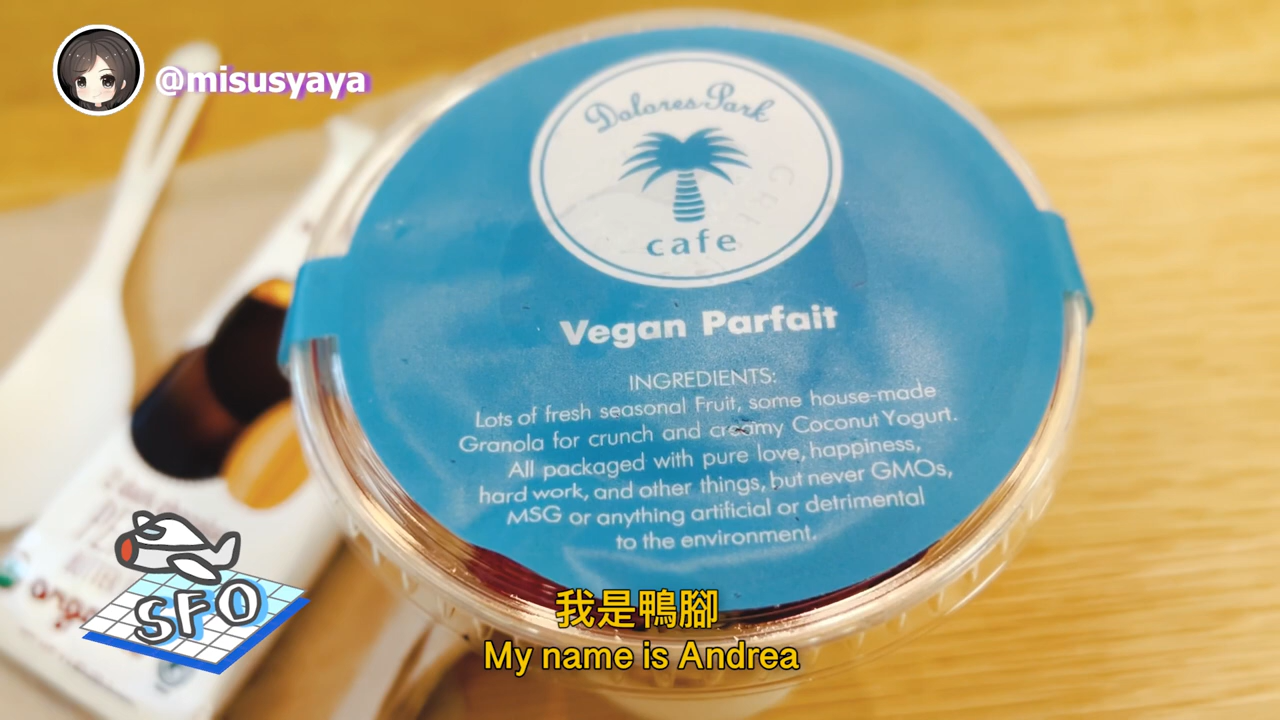 @misusyaya
Dolores Park
cafe
Vegan Parfait
INGREDIENTS:
Lots of fresh seasonal Fruit, some house-made
Granola for crunch and creamy Coconut Yogurt.
All packaged with pure love, happiness,
hard work, and other things, but never GMOs,
MSG or anything artificial or detrimental
to the environment.
SFO
我是鴨腳
My name is Andrea